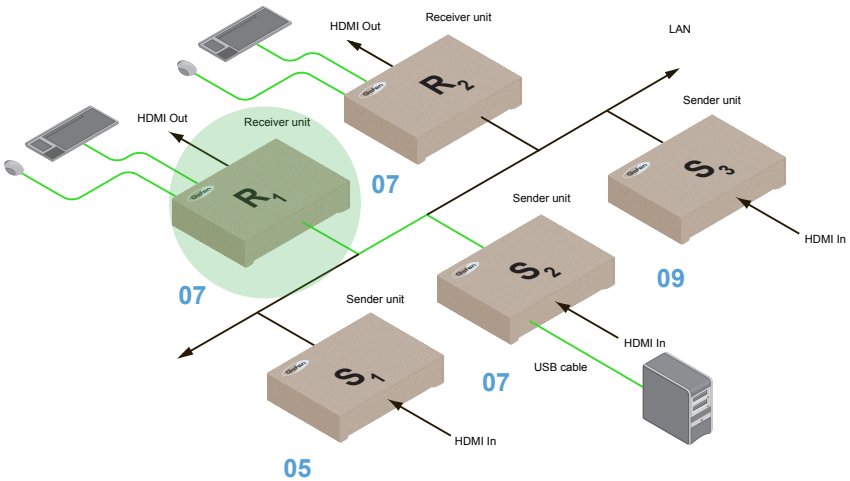 Receiver unit
HDMI Out
LAN
Gefen
R2
Sender unit
HDMI Out
Receiver unit
Gefen
S3
07
Gefen
R1
Sender unit
HDMI In
Gefen
S2
09
07
Sender unit
HDMI In
Gefen
S1
USB cable
07
HDMI In
05